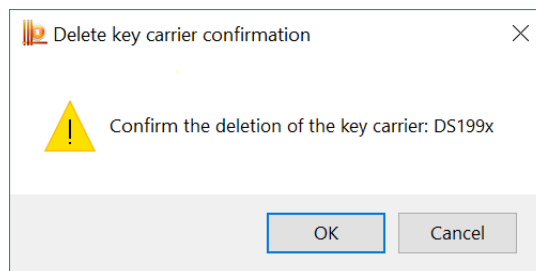 Delete key carrier confirmation
Confirm the deletion of the key carrier: DS199x
OK
Cancel